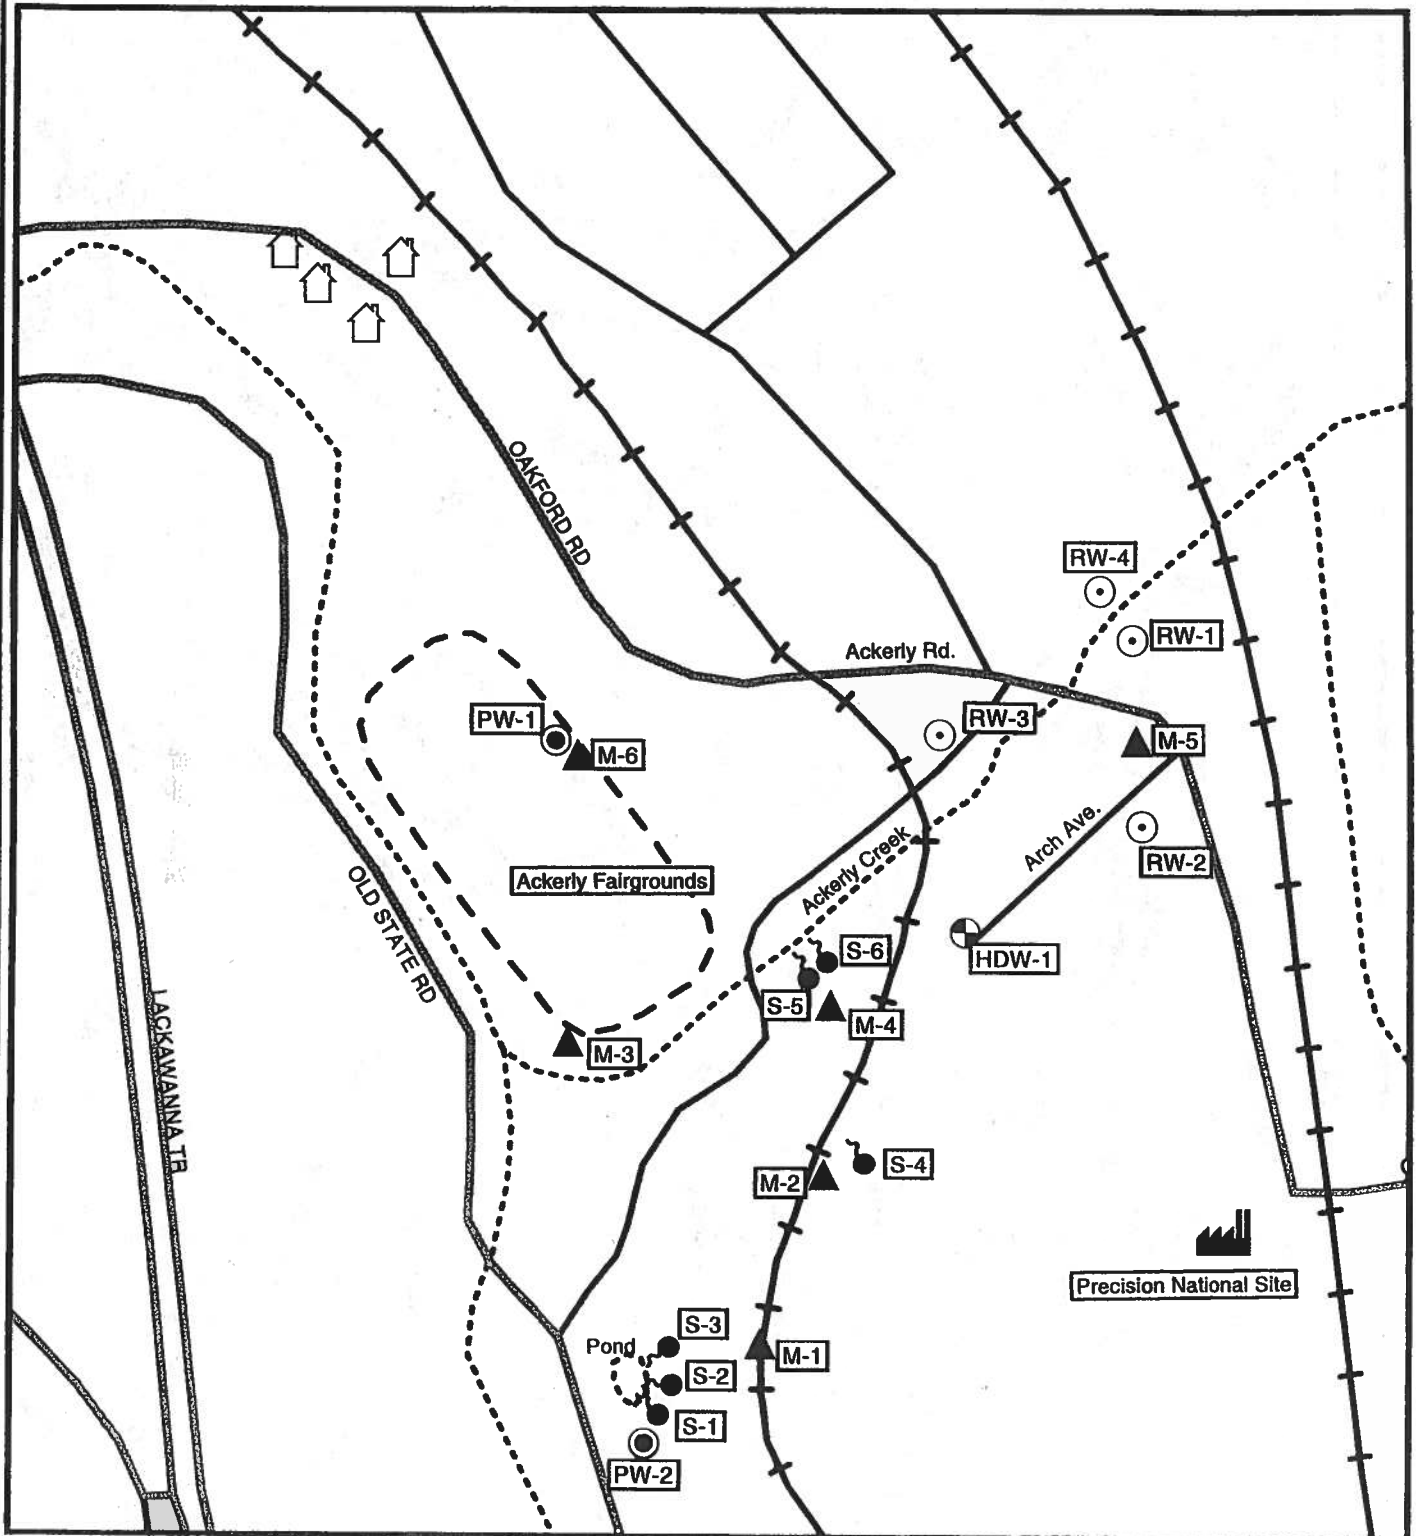 OAKFORD RD
RW-4
RW-1
Ackerly Rd.
PW-1
RW-3
M-6
M-5
Arch Ave.
Ackerly Creek
RW-2
Ackerly Fairgrounds
OLD STATE RD
S-6
HDW-1
S-5
M-4
LACKAWANNA TR
M-3
S-4
M-2
Precision National Site
S-3
Pond
M-1
S-2
S-1
PW-2